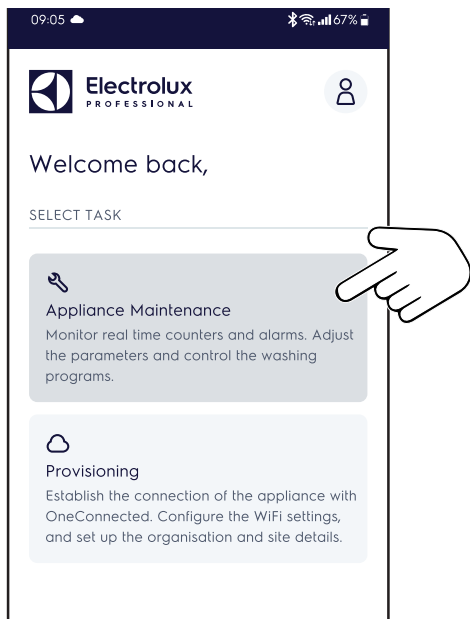 09:05 67%
Electrolux
PROFESSIONAL
Welcome back,
SELECT TASK
Appliance Maintenance
Monitor real time counters and alarms. Adjust
the parameters and control the washing
programs.
Provisioning
Establish the connection of the appliance with
OneConnected. Configure the WiFi settings,
and set up the organisation and site details.